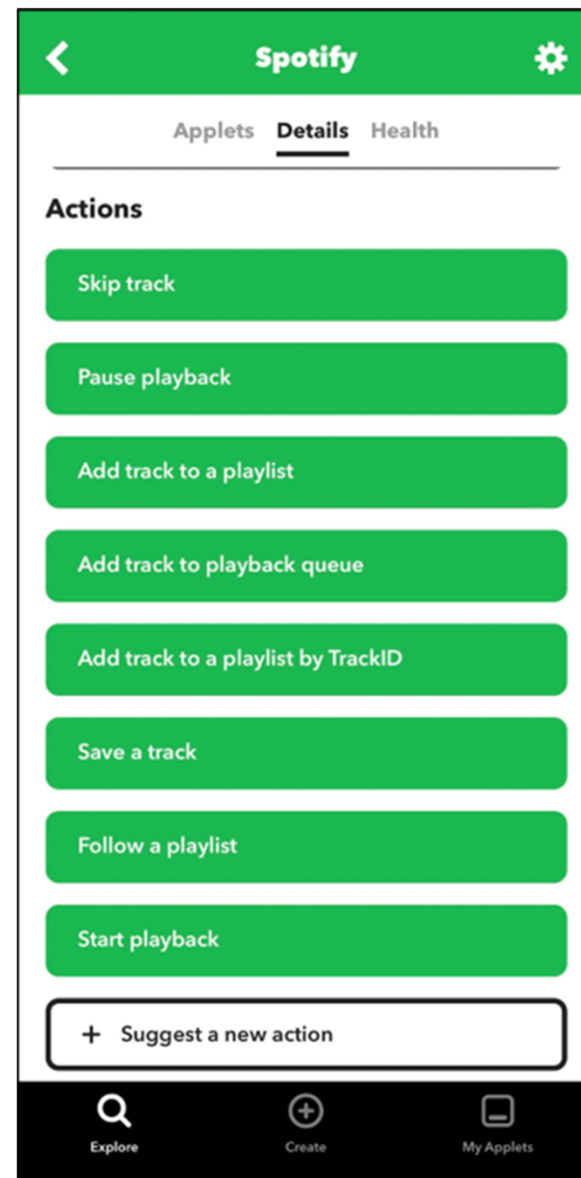 Spotify
Applets Details Health
Actions
Skip track
Pause playback
Add track to a playlist
Add track to playback queue
Add track to a playlist by TrackID
Save a track
Follow a playlist
Start playback
+ Suggest a new action
Explore Create My Applets